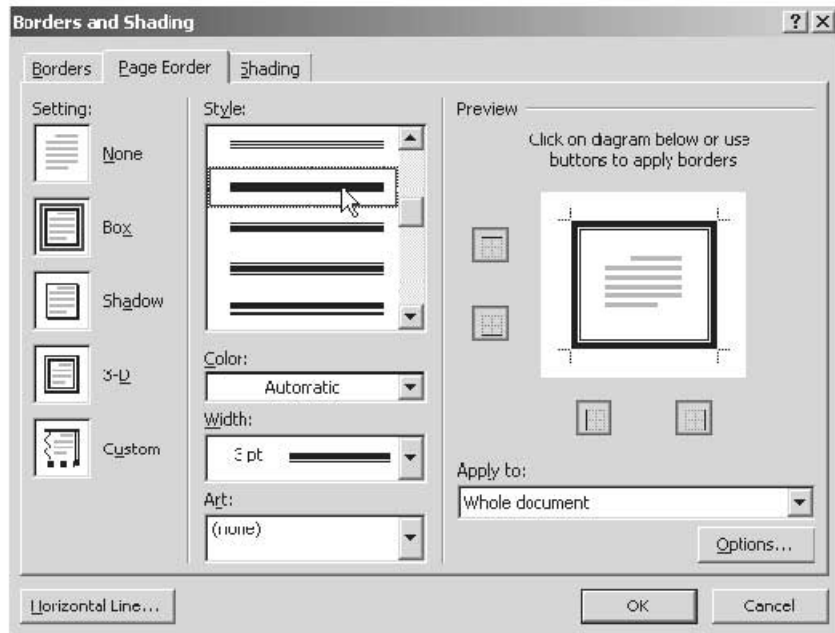 Borders and Shading
Borders
Page Eorder
Shading
Setting:
None
Box
Shadow
3-D
Custom
Style:
Color:
Automatic
Width:
3 pt
Art:
(none)
Preview
Click on diagram below or use
buttons to apply borders
Apply to:
Whole document
Options...
Horizontal Line...
OK
Cancel